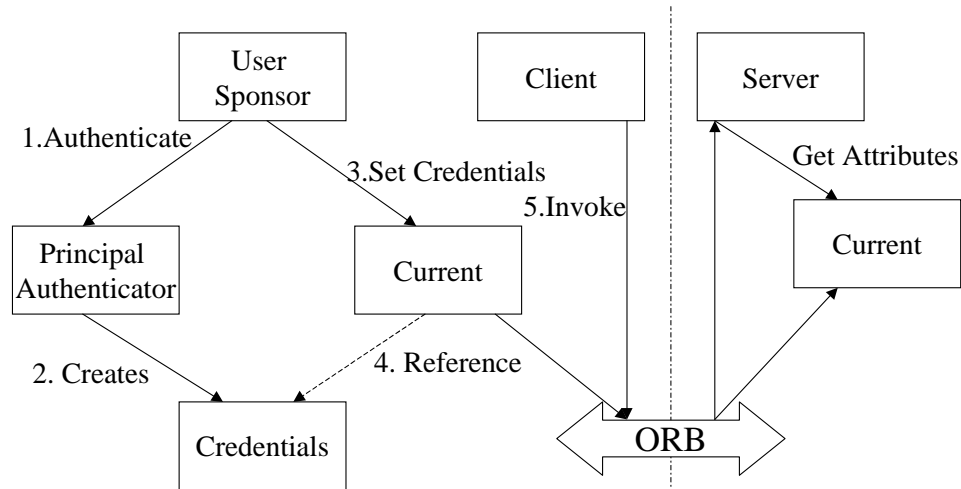 User
Sponsor
Client
Server
1.Authenticate
3.Set Credentials
5.Invoke
Get Attributes
Principal
Authenticator
Current
Current
2. Creates
4. Reference
Credentials
ORB